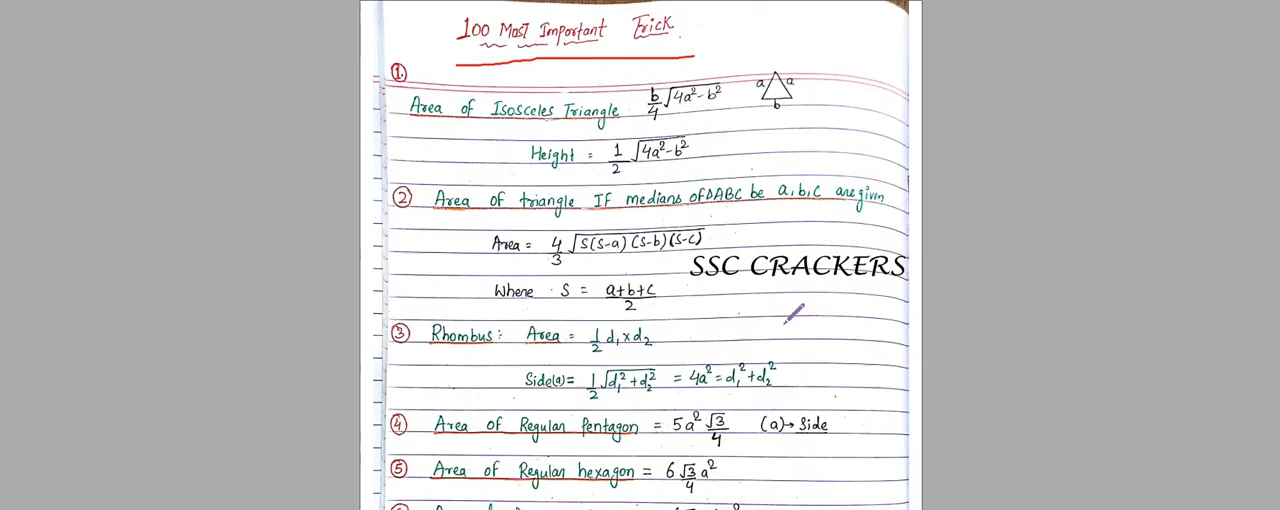 100 Most Important Trick
1.
Area of Isosceles Triangle b/4 √(4a²-b²) a a
b
Height = 1/2 √(4a²-b²)
2 Area of triangle If medians of ΔABC be a,b,c are given
Area = 4/3 √(S(S-a)(S-b)(S-c))
SSC CRACKERS
Where S = (a+b+c)/2
3 Rhombus: Area = 1/2 d₁×d₂
Side(a)= 1/2 √(d₁²+d₂²) = 4a²=d₁²+d₂²
4 Area of Regular Pentagon = 5a² √3/4 (a)→ Side
5 Area of Regular hexagon = 6 √3/4 a²